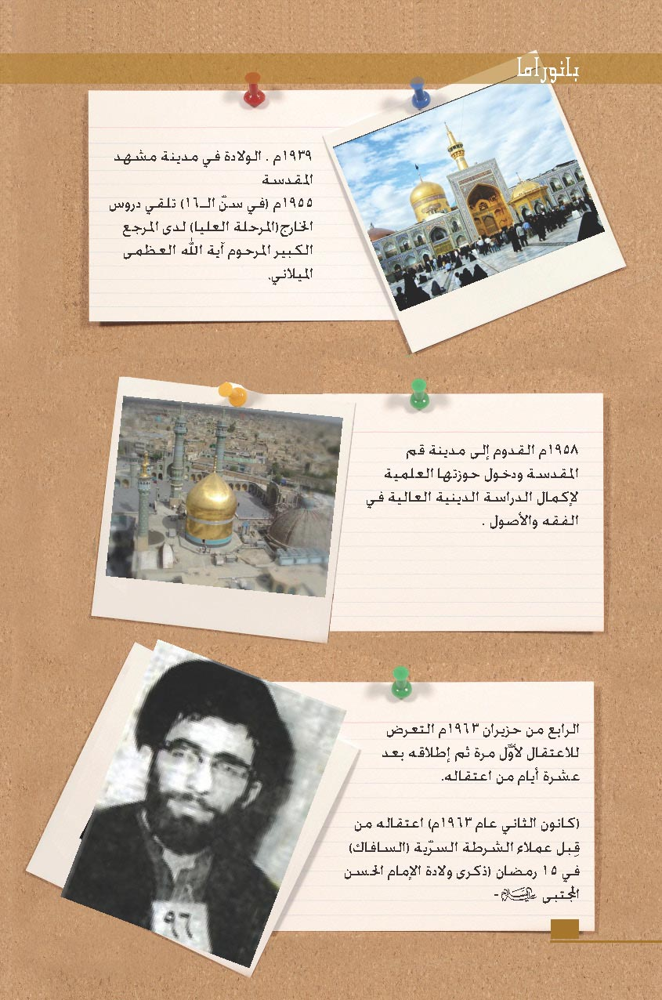 بانوراما
١٩٣٩م . الولادة في مدينة مشهد
المقدسة
١٩٥٥م (في سنّ الـ١٦) تلقي دروس
الخارج(المرحلة العليا) لدى المرجع
الكبير المرحوم آية الله العظمى
الميلاني.
١٩٥٨م القدوم إلى مدينة قم
المقدسة ودخول حوزتها العلمية
لإكمال الدراسة الدينية العالية في
الفقه والأصول .
الرابع من حزيران ١٩٦٣م التعرض
للاعتقال لأوّل مرة ثم إطلاقه بعد
عشرة أيام من اعتقاله.
(كانون الثاني عام ١٩٦٣م) اعتقاله من
قِبل عملاء الشرطة السرّية (السافاك)
في ١٥ رمضان (ذكرى ولادة الإمام الحسن
المجتبى عليه السلام -
٩٦